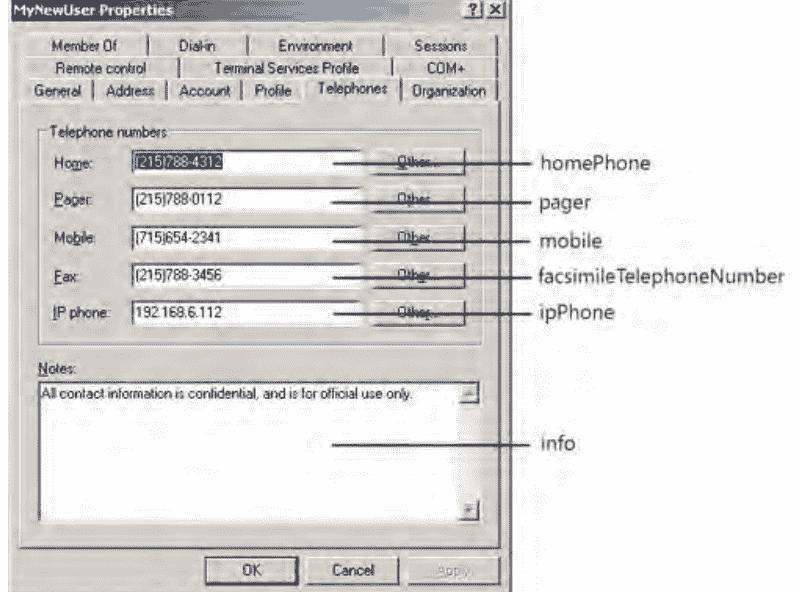 MyNewUser Properties
Member Of Dial-in Environment Sessions
Remote control Terminal Services Profile COM+
General Address Account Profile Telephones Organization
Telephone numbers
Home: (215)788-4312 Other... homePhone
Pager: (215)788-0112 Other... pager
Mobile: (715)654-2341 Other... mobile
Fax: (215)788-3456 Other... facsimileTelephoneNumber
IP phone: 192.168.6.112 Other... ipPhone
Notes:
All contact information is confidential, and is for official use only.
info
OK Cancel Apply